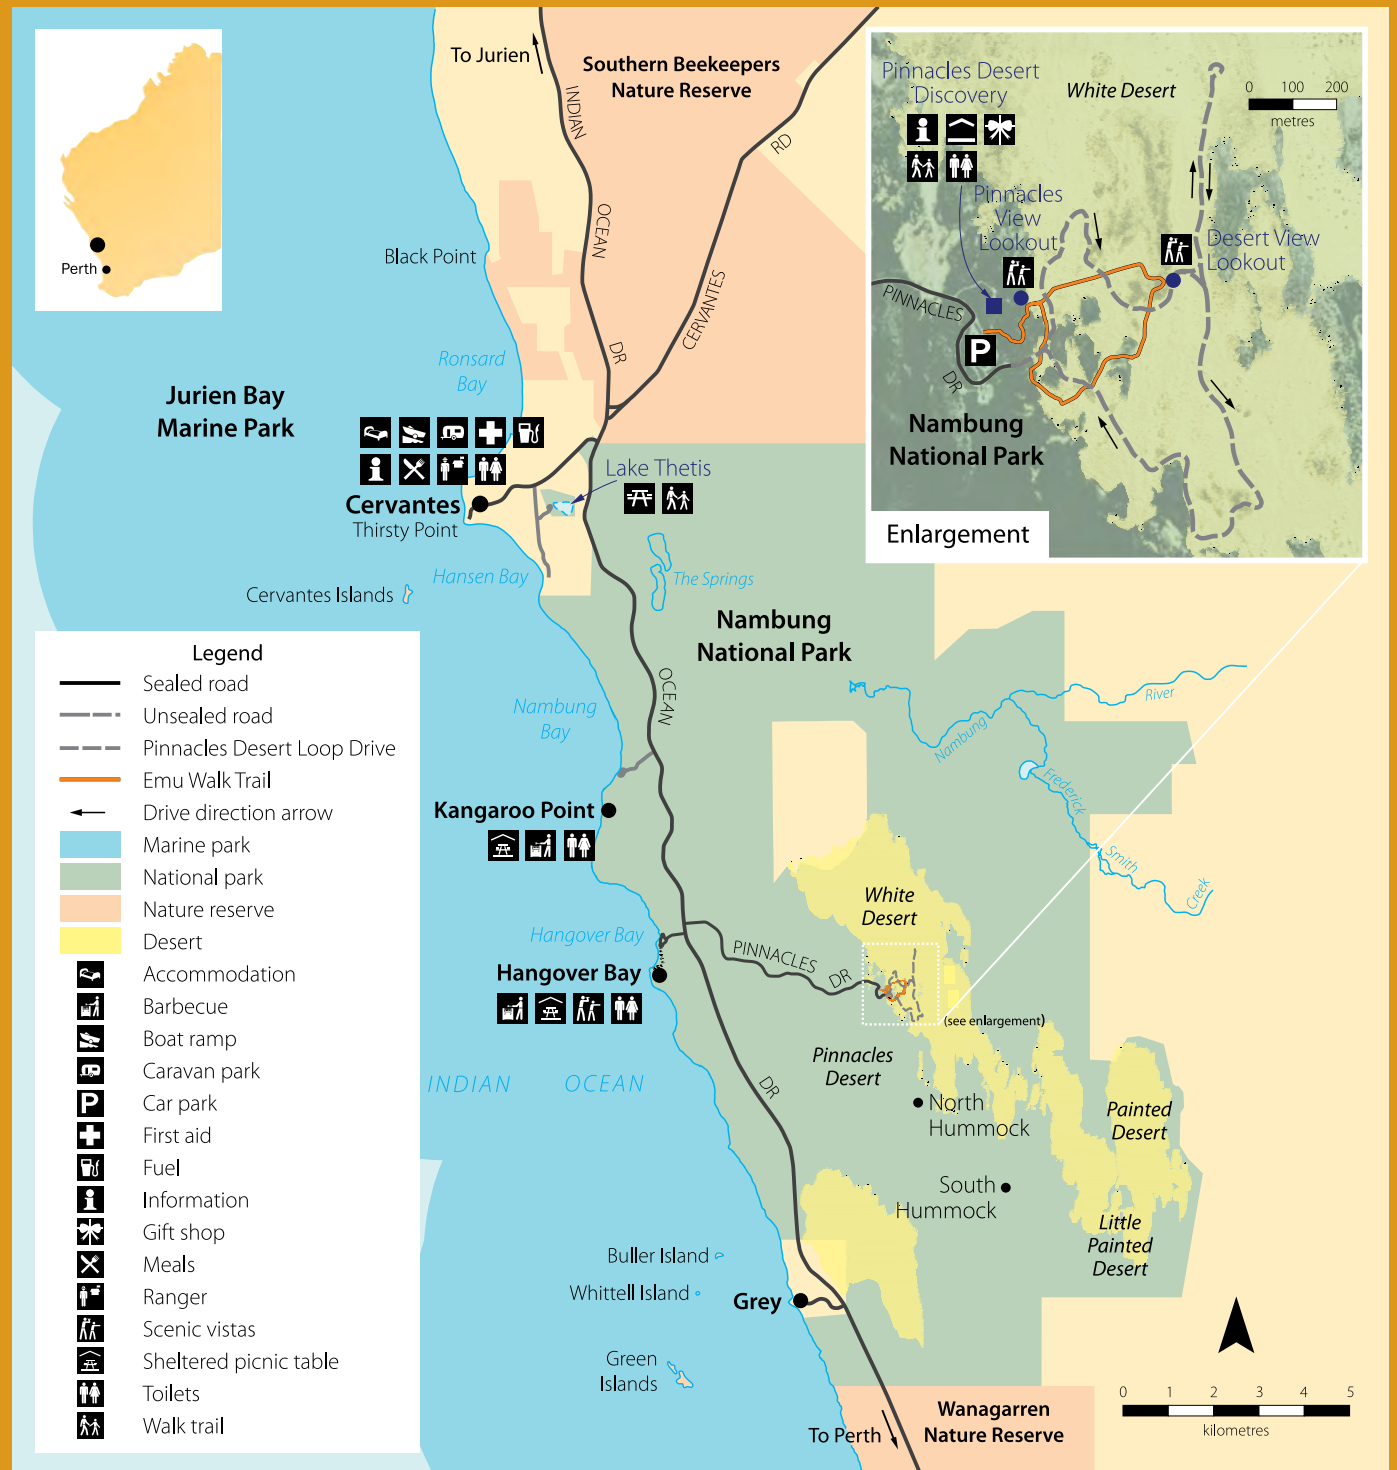 Perth
To Jurien
Southern Beekeepers
Nature Reserve
INDIAN
OCEAN
DR
CERVANTES
RD
Black Point
Ronsard
Bay
Jurien Bay
Marine Park
Cervantes
Thirsty Point
Lake Thetis
Hansen Bay
Cervantes Islands
The Springs
Nambung
National Park
OCEAN
Nambung
Bay
Kangaroo Point
Nambung
River
Frederick
Smith
Creek
White
Desert
Hangover Bay
Hangover Bay
PINNACLES
DR
(see enlargement)
Pinnacles
Desert
INDIAN OCEAN
DR
North
Hummock
South
Hummock
Painted
Desert
Little
Painted
Desert
Buller Island
Whittell Island
Grey
Green
Islands
To Perth
Wanagarren
Nature Reserve
0 1 2 3 4 5
kilometres
Pinnacles Desert
Discovery
White Desert
0 100 200
metres
Pinnacles
View
Lookout
Desert View
Lookout
PINNACLES
DR
P
Nambung
National Park
Enlargement
Legend
Sealed road
Unsealed road
Pinnacles Desert Loop Drive
Emu Walk Trail
Drive direction arrow
Marine park
National park
Nature reserve
Desert
Accommodation
Barbecue
Boat ramp
Caravan park
P Car park
First aid
Fuel
Information
Gift shop
Meals
Ranger
Scenic vistas
Sheltered picnic table
Toilets
Walk trail